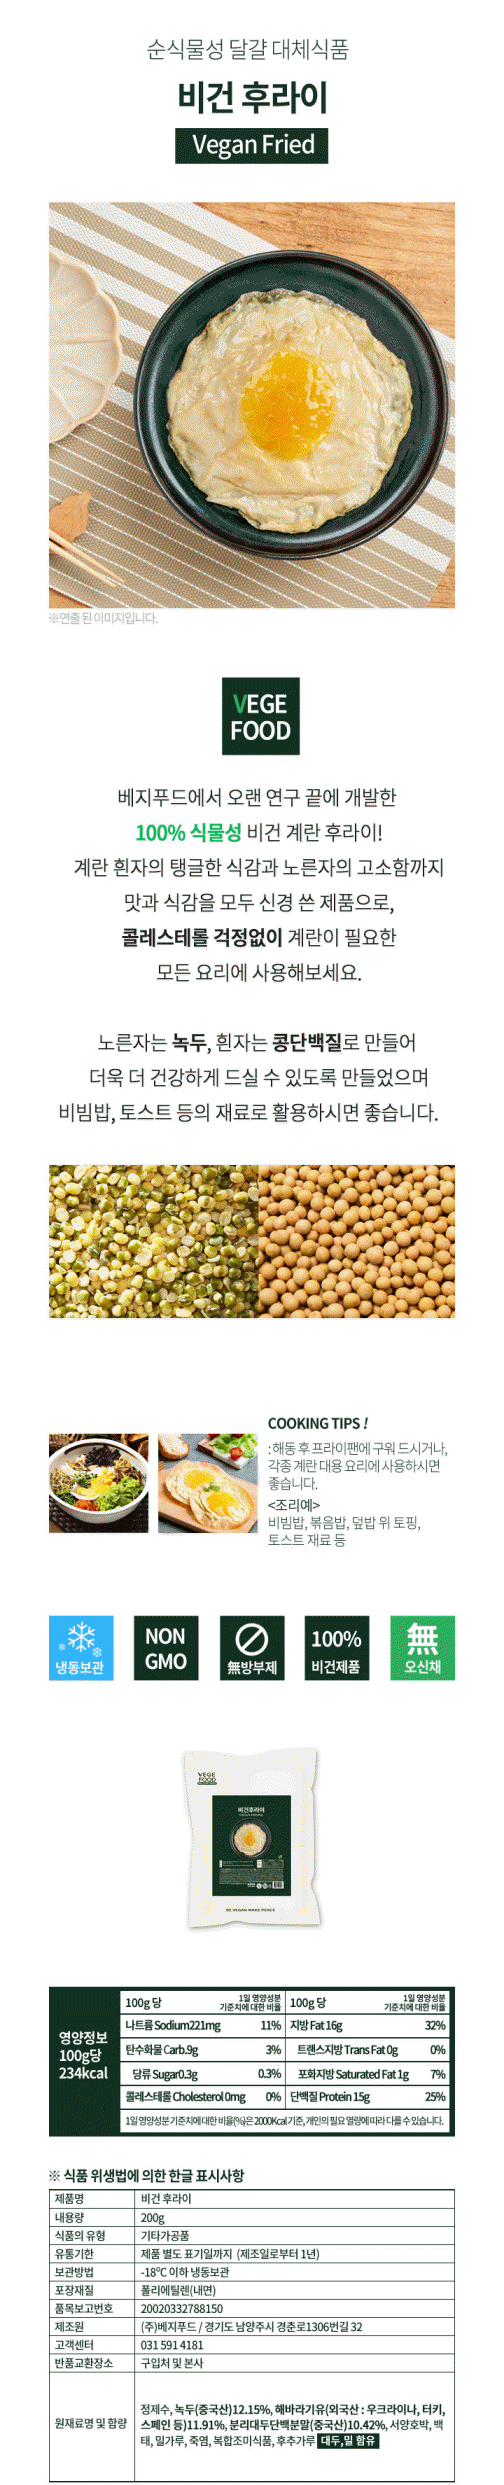 순식물성 달걀 대체식품
비건 후라이
Vegan Fried
※연출 된 이미지입니다.
VEGE
FOOD
베지푸드에서 오랜 연구 끝에 개발한
100% 식물성 비건 계란 후라이!
계란 흰자의 탱글한 식감과 노른자의 고소함까지
맛과 식감을 모두 신경 쓴 제품으로,
콜레스테롤 걱정없이 계란이 필요한
모든 요리에 사용해보세요.
노른자는 녹두, 흰자는 콩단백질로 만들어
더욱 더 건강하게 드실 수 있도록 만들었으며
비빔밥, 토스트 등의 재료로 활용하시면 좋습니다.
COOKING TIPS !
: 해동 후 프라이팬에 구워 드시거나,
각종 계란 대용 요리에 사용하시면
좋습니다.
<조리예>
비빔밥, 볶음밥, 덮밥 위 토핑,
토스트 재료 등
냉동보관
NON
GMO
無방부제
100%
비건제품
無
오신채
VEGE
FOOD
비건후라이
BE VEGAN MAKE PEACE
영양정보
100g당
234kcal
100g 당 1일 영양성분 기준치에 대한 비율 100g 당 1일 영양성분 기준치에 대한 비율
나트륨 Sodium221mg 11% 지방 Fat 16g 32%
탄수화물 Carb.9g 3% 트랜스지방 Trans Fat 0g 0%
당류 Sugar0.3g 0.3% 포화지방 Saturated Fat 1g 7%
콜레스테롤 Cholesterol 0mg 0% 단백질 Protein 15g 25%
1일 영양성분 기준치에 대한 비율(%)은 2000Kcal 기준, 개인의 필요 열량에 따라 다를 수 있습니다.
※ 식품 위생법에 의한 한글 표시사항
제품명 비건 후라이
내용량 200g
식품의 유형 기타가공품
유통기한 제품 별도 표기일까지 (제조일로부터 1년)
보관방법 -18℃ 이하 냉동보관
포장재질 폴리에틸렌(내면)
품목보고번호 20020332788150
제조원 (주)베지푸드 / 경기도 남양주시 경춘로1306번길 32
고객센터 031 591 4181
반품교환장소 구입처 및 본사
원재료명 및 함량 정제수, 녹두(중국산)12.15%, 해바라기유(외국산 : 우크라이나, 터키,
스페인 등)11.91%, 분리대두단백분말(중국산)10.42%, 서양호박, 백
태, 밀가루, 죽염, 복합조미식품, 후추가루 대두,밀 함유